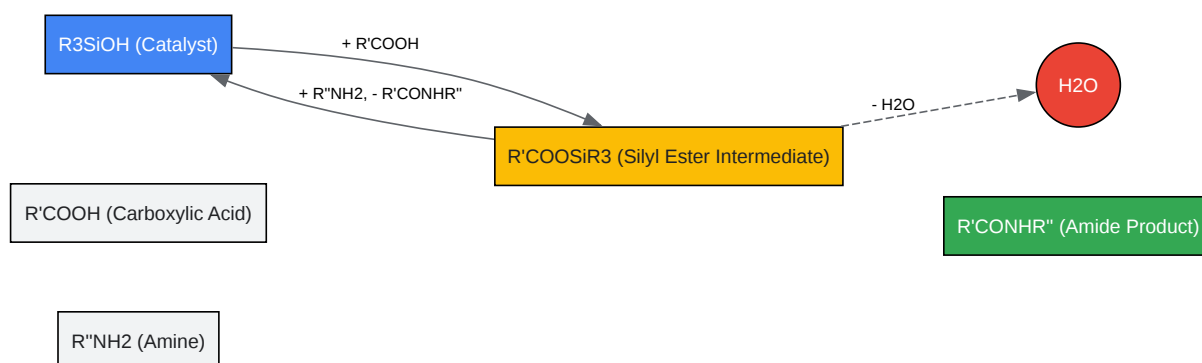 R3SiOH (Catalyst)
+ R'COOH
+ R"NH2, - R'CONHR"
- H2O
H2O
R'COOSiR3 (Silyl Ester Intermediate)
R'COOH (Carboxylic Acid)
R'CONHR" (Amide Product)
R"NH2 (Amine)